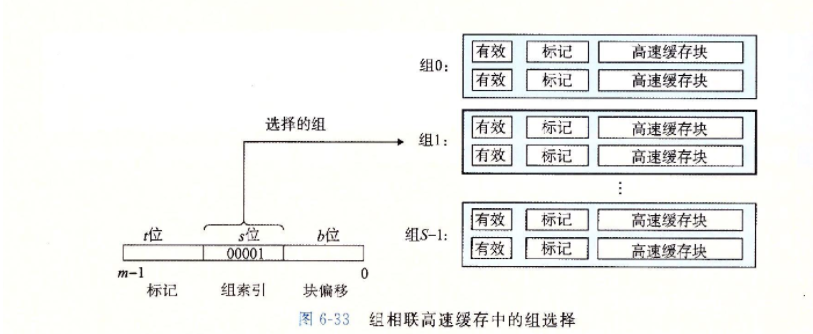 组0:
有效 标记 高速缓存块
有效 标记 高速缓存块
选择的组
组1:
有效 标记 高速缓存块
有效 标记 高速缓存块
⋮
组S-1:
有效 标记 高速缓存块
有效 标记 高速缓存块
t位 s位 b位
00001
m-1 0
标记 组索引 块偏移
图 6-33 组相联高速缓存中的组选择